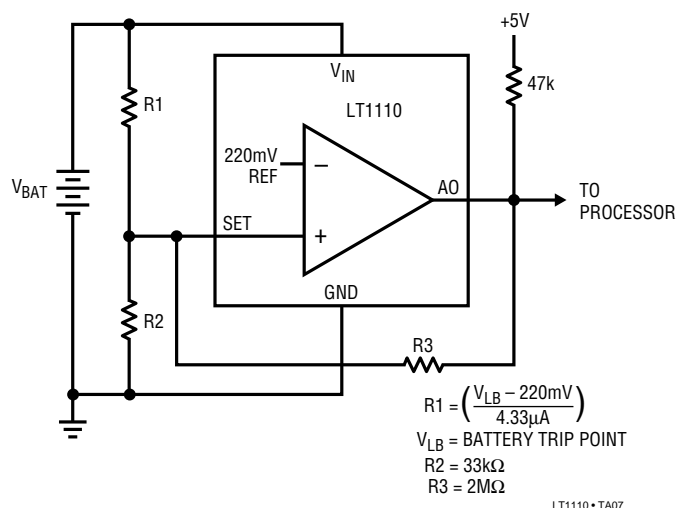 +5V
V_IN
47k
R1
LT1110
220mV
REF
–
V_BAT
AO
TO
PROCESSOR
SET
+
GND
R2
R3
R1 = (V_LB – 220mV / 4.33µA)
V_LB = BATTERY TRIP POINT
R2 = 33kΩ
R3 = 2MΩ
LT1110 • TA07